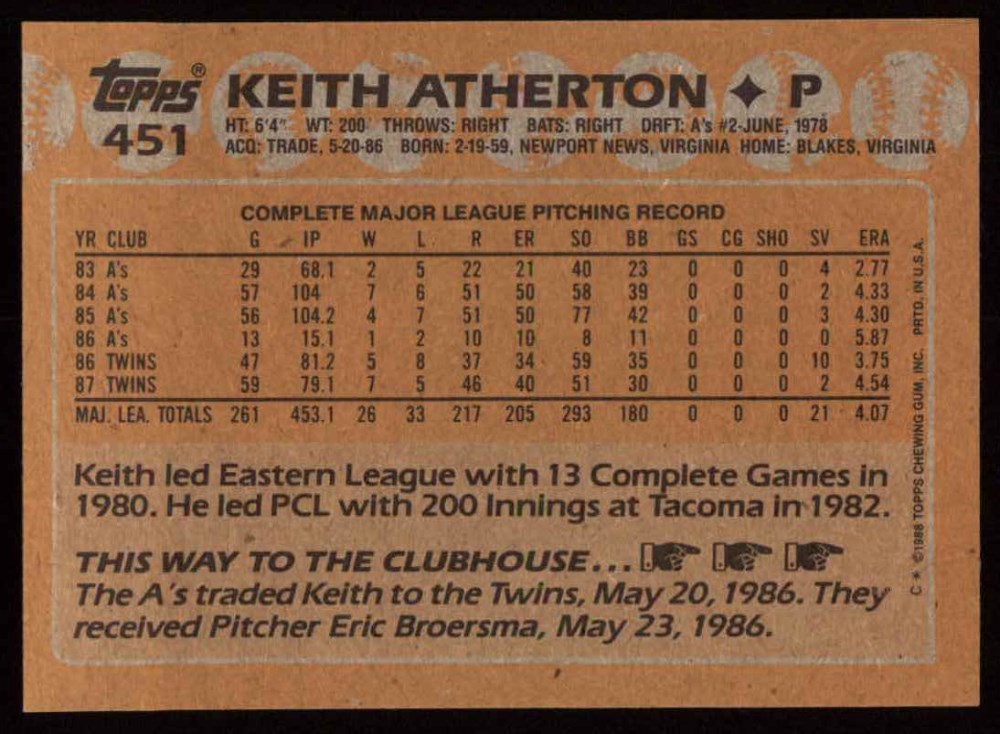 Topps® KEITH ATHERTON ♦ P
451 HT: 6'4" WT: 200 THROWS: RIGHT BATS: RIGHT DRFT: A's #2-JUNE, 1978
ACQ: TRADE, 5-20-86 BORN: 2-19-59, NEWPORT NEWS, VIRGINIA HOME: BLAKES, VIRGINIA
COMPLETE MAJOR LEAGUE PITCHING RECORD
YR CLUB G IP W L R ER SO BB GS CG SHO SV ERA
83 A's 29 68.1 2 5 22 21 40 23 0 0 0 4 2.77
84 A's 57 104 7 6 51 50 58 39 0 0 0 2 4.33
85 A's 56 104.2 4 7 51 50 77 42 0 0 0 3 4.30
86 A's 13 15.1 1 2 10 10 8 11 0 0 0 0 5.87
86 TWINS 47 81.2 5 8 37 34 59 35 0 0 0 10 3.75
87 TWINS 59 79.1 7 5 46 40 51 30 0 0 0 2 4.54
MAJ. LEA. TOTALS 261 453.1 26 33 217 205 293 180 0 0 0 21 4.07
Keith led Eastern League with 13 Complete Games in
1980. He led PCL with 200 Innings at Tacoma in 1982.
THIS WAY TO THE CLUBHOUSE...
The A's traded Keith to the Twins, May 20, 1986. They
received Pitcher Eric Broersma, May 23, 1986.
C* ©1988 TOPPS CHEWING GUM, INC. PRTD. IN U.S.A.